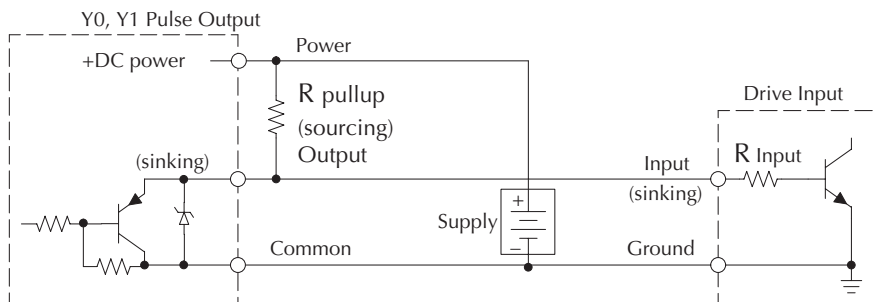 Y0, Y1 Pulse Output
+DC power
Power
R pullup
(sourcing)
Output
Drive Input
(sinking)
Input
(sinking)
R Input
+
Supply
–
Common
Ground